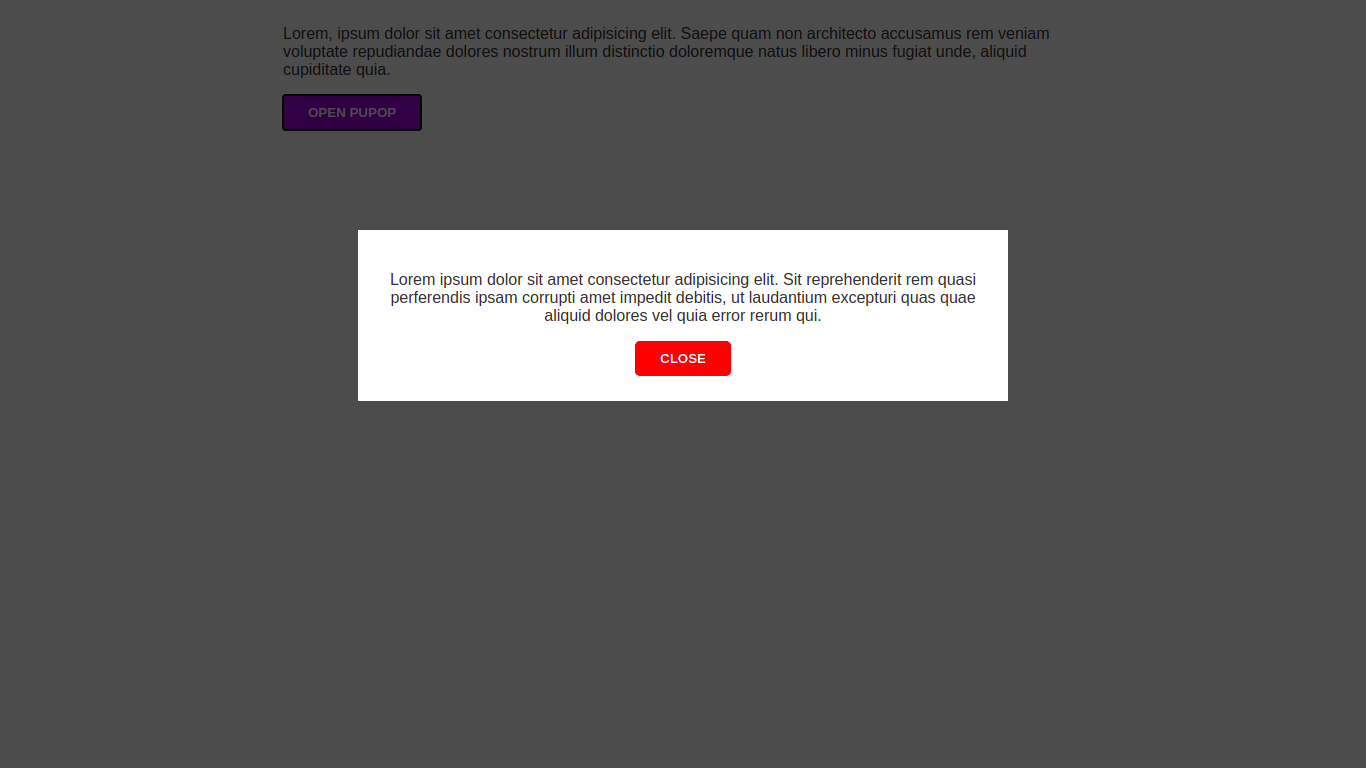 Lorem, ipsum dolor sit amet consectetur adipisicing elit. Saepe quam non architecto accusamus rem veniam
voluptate repudiandae dolores nostrum illum distinctio doloremque natus libero minus fugiat unde, aliquid
cupiditate quia.
OPEN PUPOP
Lorem ipsum dolor sit amet consectetur adipisicing elit. Sit reprehenderit rem quasi
perferendis ipsam corrupti amet impedit debitis, ut laudantium excepturi quas quae
aliquid dolores vel quia error rerum qui.
CLOSE